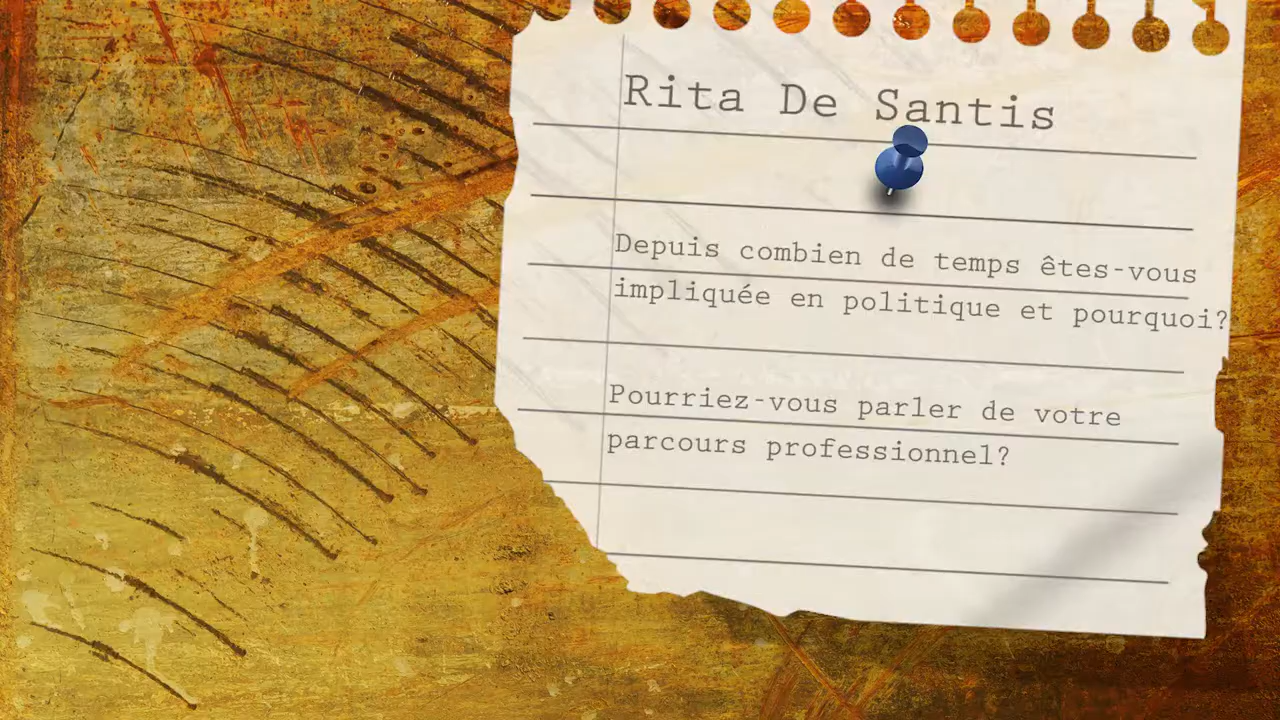 Rita De Santis
Depuis combien de temps êtes-vous
impliquée en politique et pourquoi?
Pourriez-vous parler de votre
parcours professionnel?